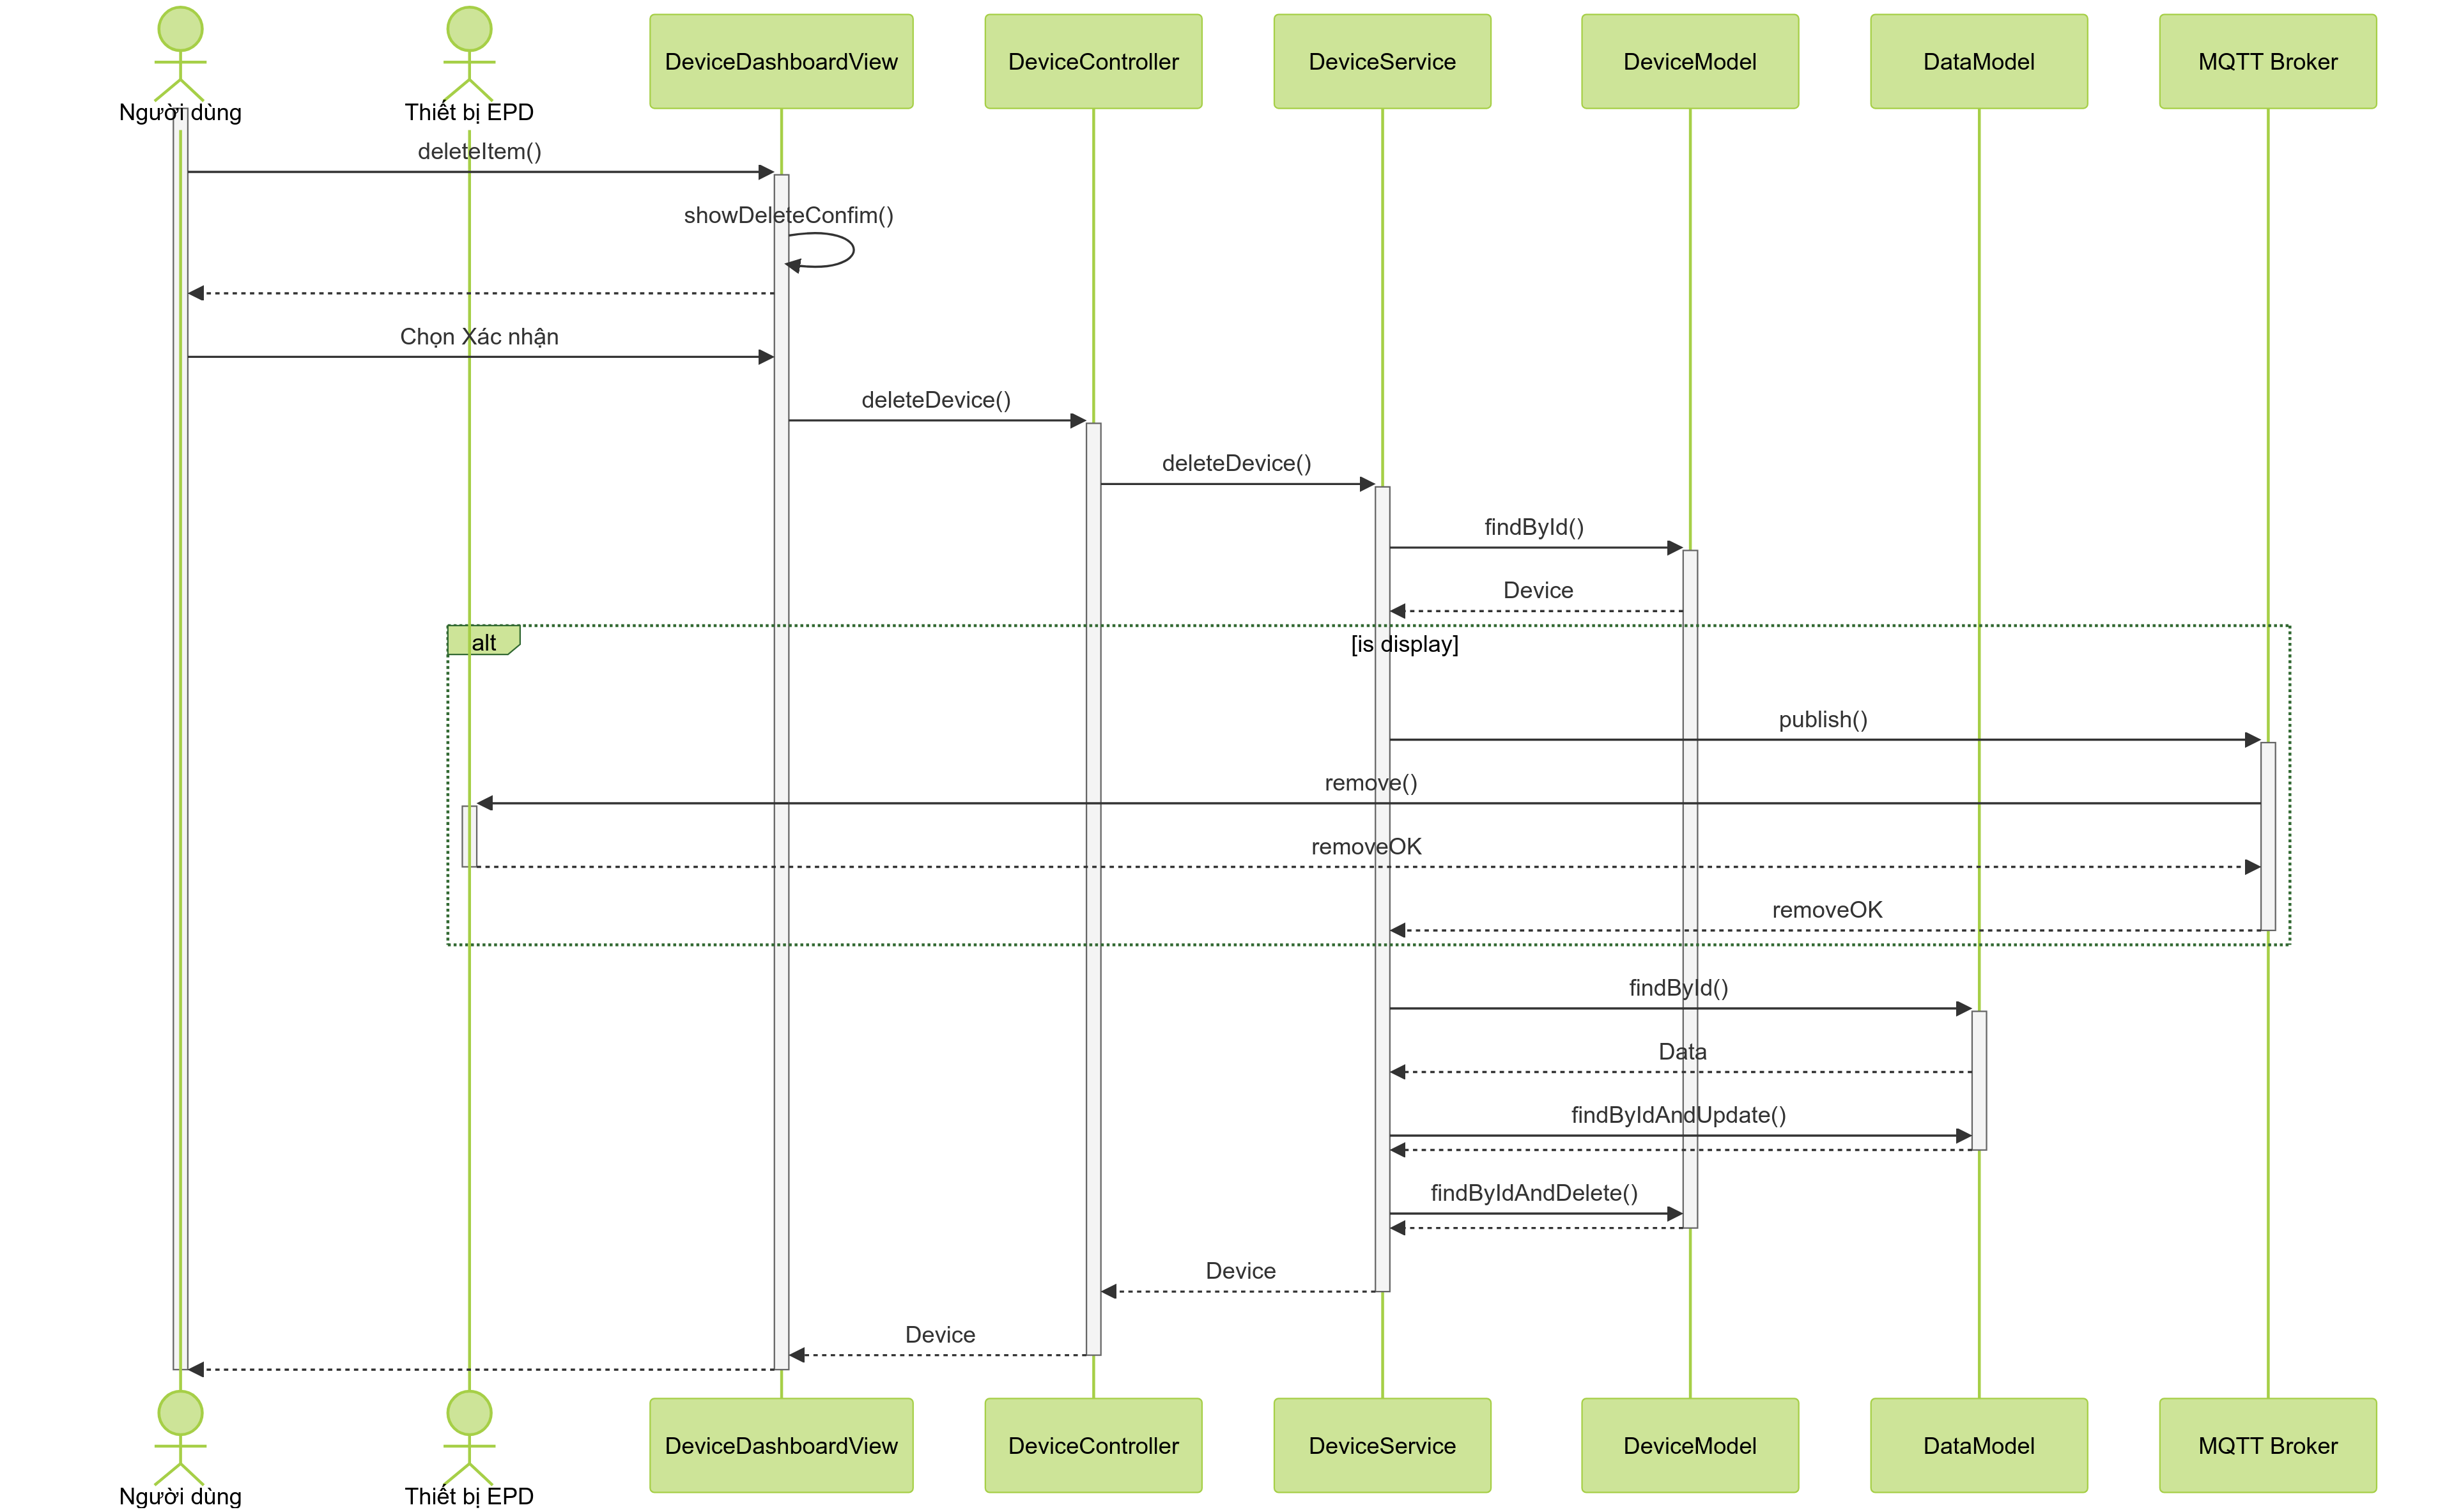 Người dùng
Thiết bị EPD
DeviceDashboardView
DeviceController
DeviceService
DeviceModel
DataModel
MQTT Broker
deleteItem()
showDeleteConfim()
Chọn Xác nhận
deleteDevice()
deleteDevice()
findById()
Device
alt
[is display]
publish()
remove()
removeOK
removeOK
findById()
Data
findByIdAndUpdate()
findByIdAndDelete()
Device
Device
Người dùng
Thiết bị EPD
DeviceDashboardView
DeviceController
DeviceService
DeviceModel
DataModel
MQTT Broker